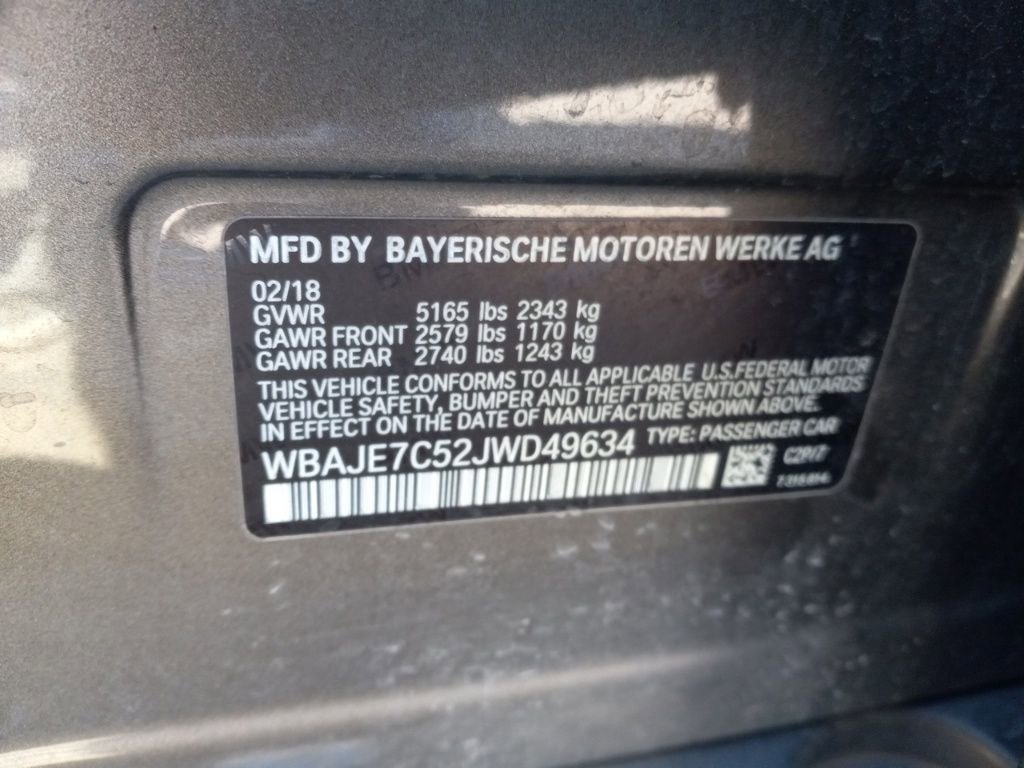 MFD BY BAYERISCHE MOTOREN WERKE AG
02/18
GVWR 5165 lbs 2343 kg
GAWR FRONT 2579 lbs 1170 kg
GAWR REAR 2740 lbs 1243 kg
THIS VEHICLE CONFORMS TO ALL APPLICABLE U.S.FEDERAL MOTOR
VEHICLE SAFETY, BUMPER AND THEFT PREVENTION STANDARDS
IN EFFECT ON THE DATE OF MANUFACTURE SHOWN ABOVE.
WBAJE7C52JWD49634 TYPE: PASSENGER CAR